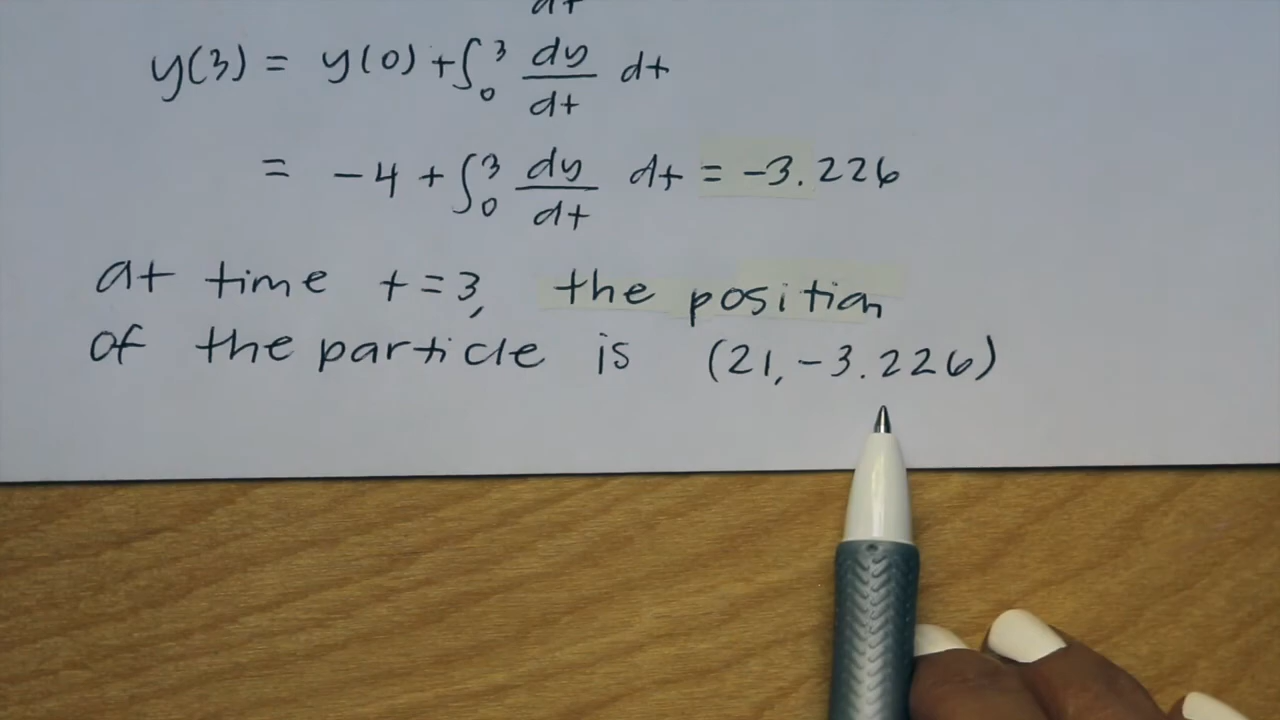 dt
y(3) = y(0) + ∫₀³ dy/dt dt
= -4 + ∫₀³ dy/dt dt = -3.226
at time t=3, the position
of the particle is (21, -3.226)